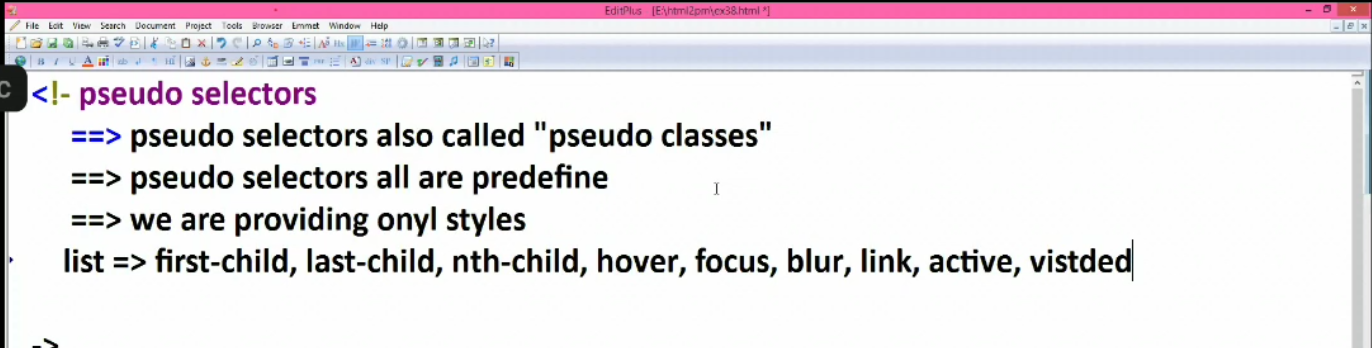 EditPlus [E:\html2pm\ex38.html *]
File Edit View Search Document Project Tools Browser Emmet Window Help
C
<!- pseudo selectors
==> pseudo selectors also called "pseudo classes"
==> pseudo selectors all are predefine
==> we are providing onyl styles
list => first-child, last-child, nth-child, hover, focus, blur, link, active, vistded
->